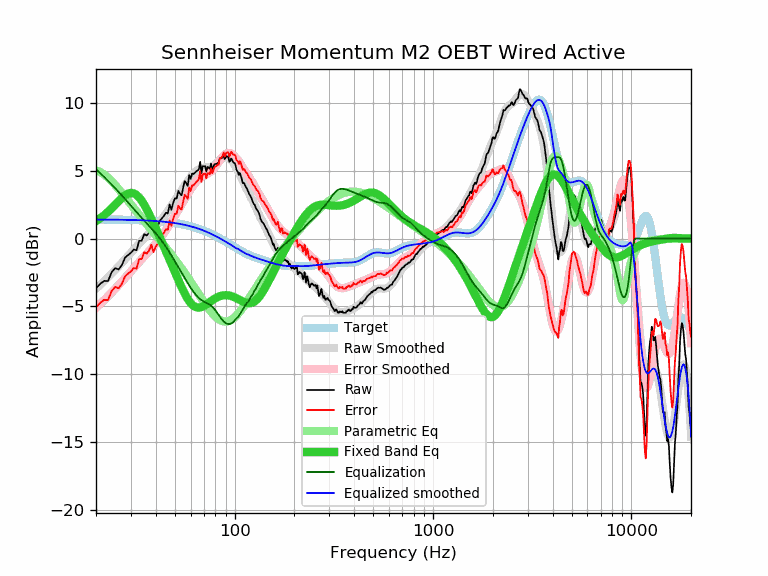 Sennheiser Momentum M2 OEBT Wired Active
10
5
0
−5
−10
−15
−20
Amplitude (dBr)
Target
Raw Smoothed
Error Smoothed
Raw
Error
Parametric Eq
Fixed Band Eq
Equalization
Equalized smoothed
100 1000 10000
Frequency (Hz)